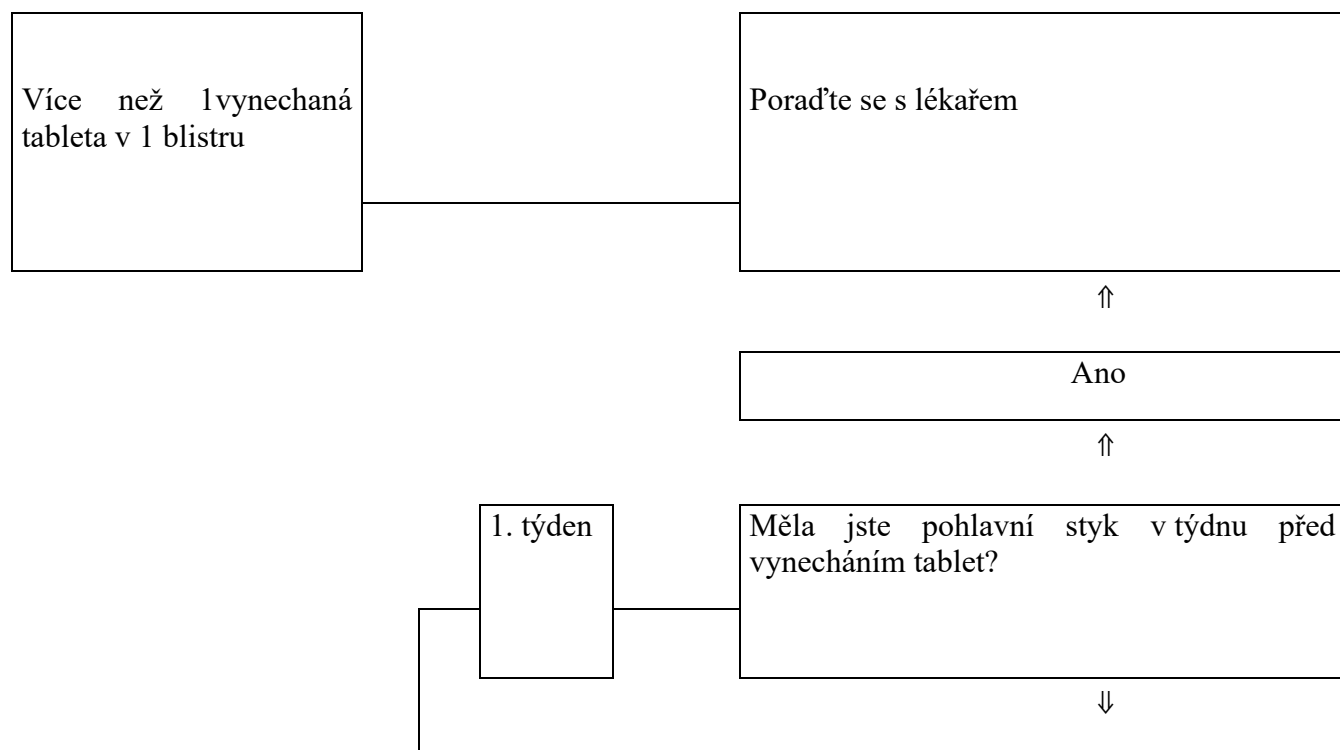 Více než 1vynechaná
tableta v 1 blistru
Poraďte se s lékařem
⇑
Ano
⇑
1. týden
Měla jste pohlavní styk v týdnu před
vynecháním tablet?
⇓